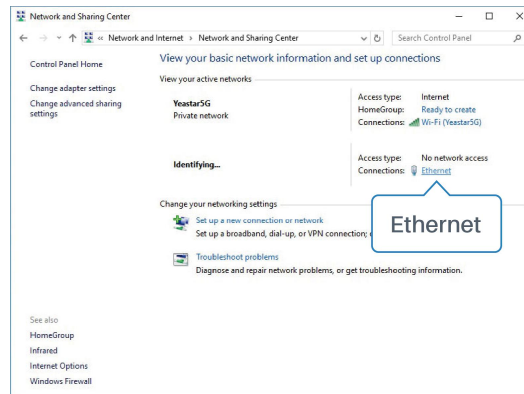 Network and Sharing Center
« Network and Internet › Network and Sharing Center
Search Control Panel
Control Panel Home
Change adapter settings
Change advanced sharing
settings
View your basic network information and set up connections
View your active networks
Yeastar5G
Private network
Access type: Internet
HomeGroup: Ready to create
Connections: Wi-Fi (Yeastar5G)
Identifying...
Access type: No network access
Connections: Ethernet
Ethernet
Change your networking settings
Set up a new connection or network
Set up a broadband, dial-up, or VPN connection;
Troubleshoot problems
Diagnose and repair network problems, or get troubleshooting information.
See also
HomeGroup
Infrared
Internet Options
Windows Firewall